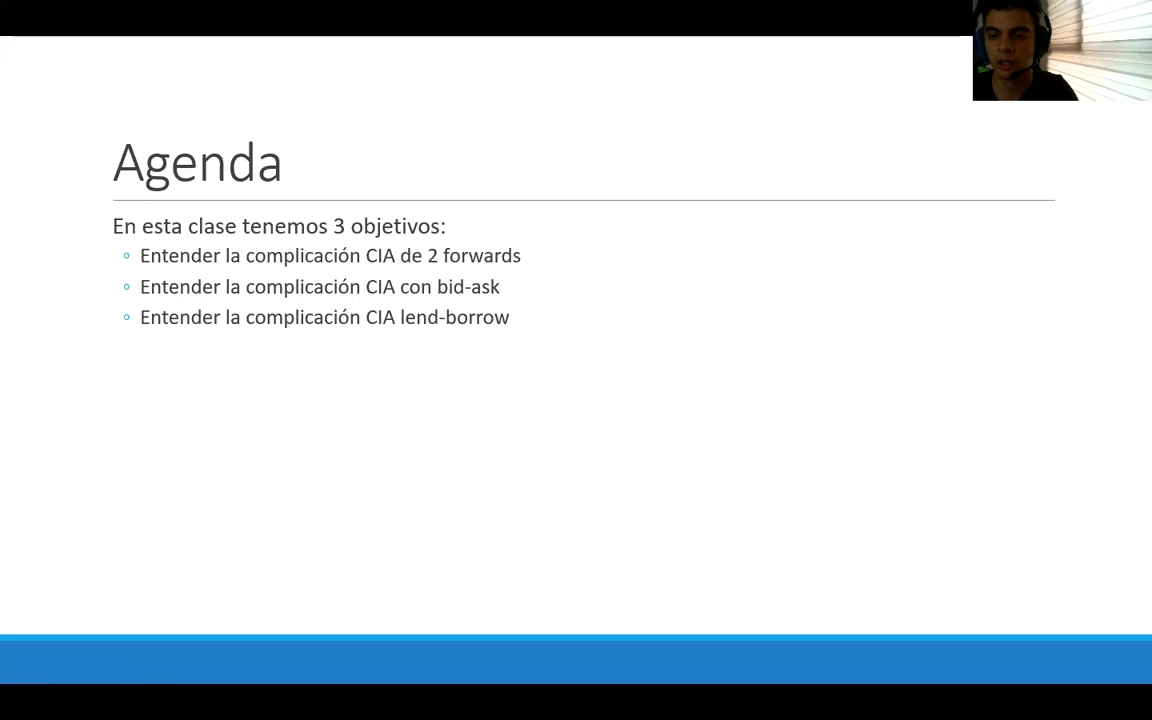 Agenda
En esta clase tenemos 3 objetivos:
Entender la complicación CIA de 2 forwards
Entender la complicación CIA con bid-ask
Entender la complicación CIA lend-borrow